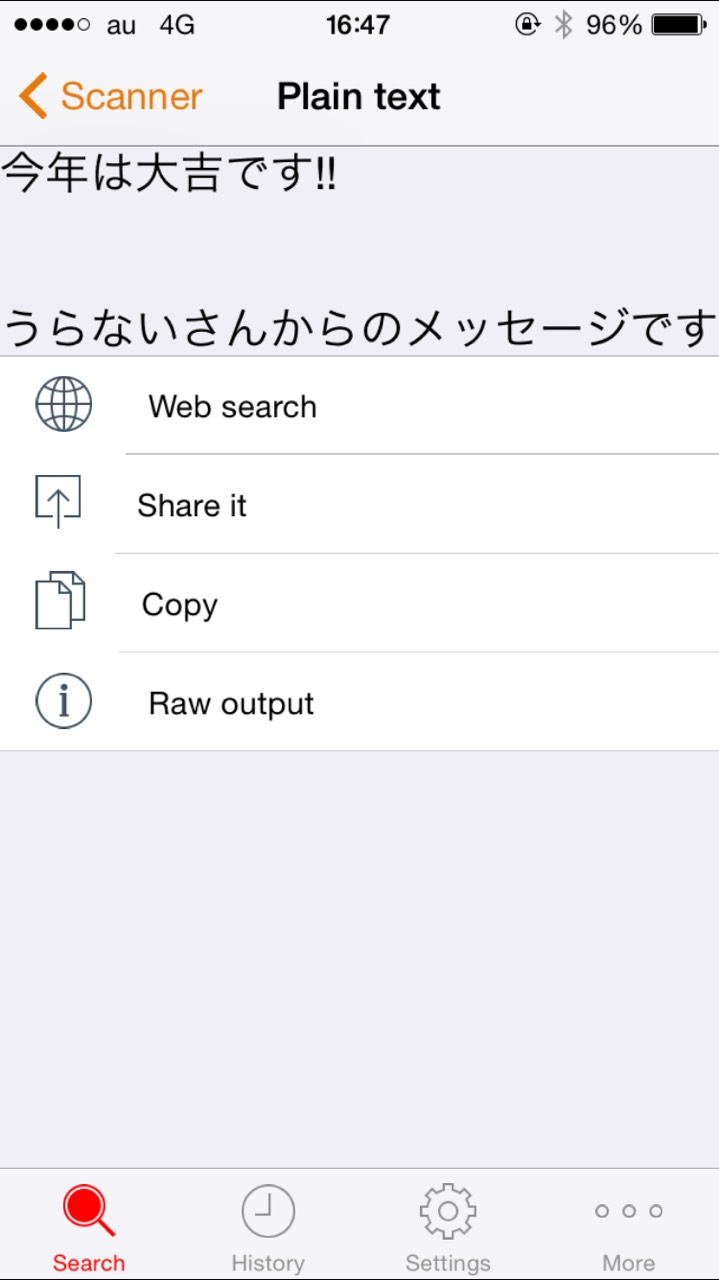 au 4G 16:47 96%
Scanner Plain text
今年は大吉です!!
うらないさんからのメッセージです
Web search
Share it
Copy
Raw output
Search History Settings More